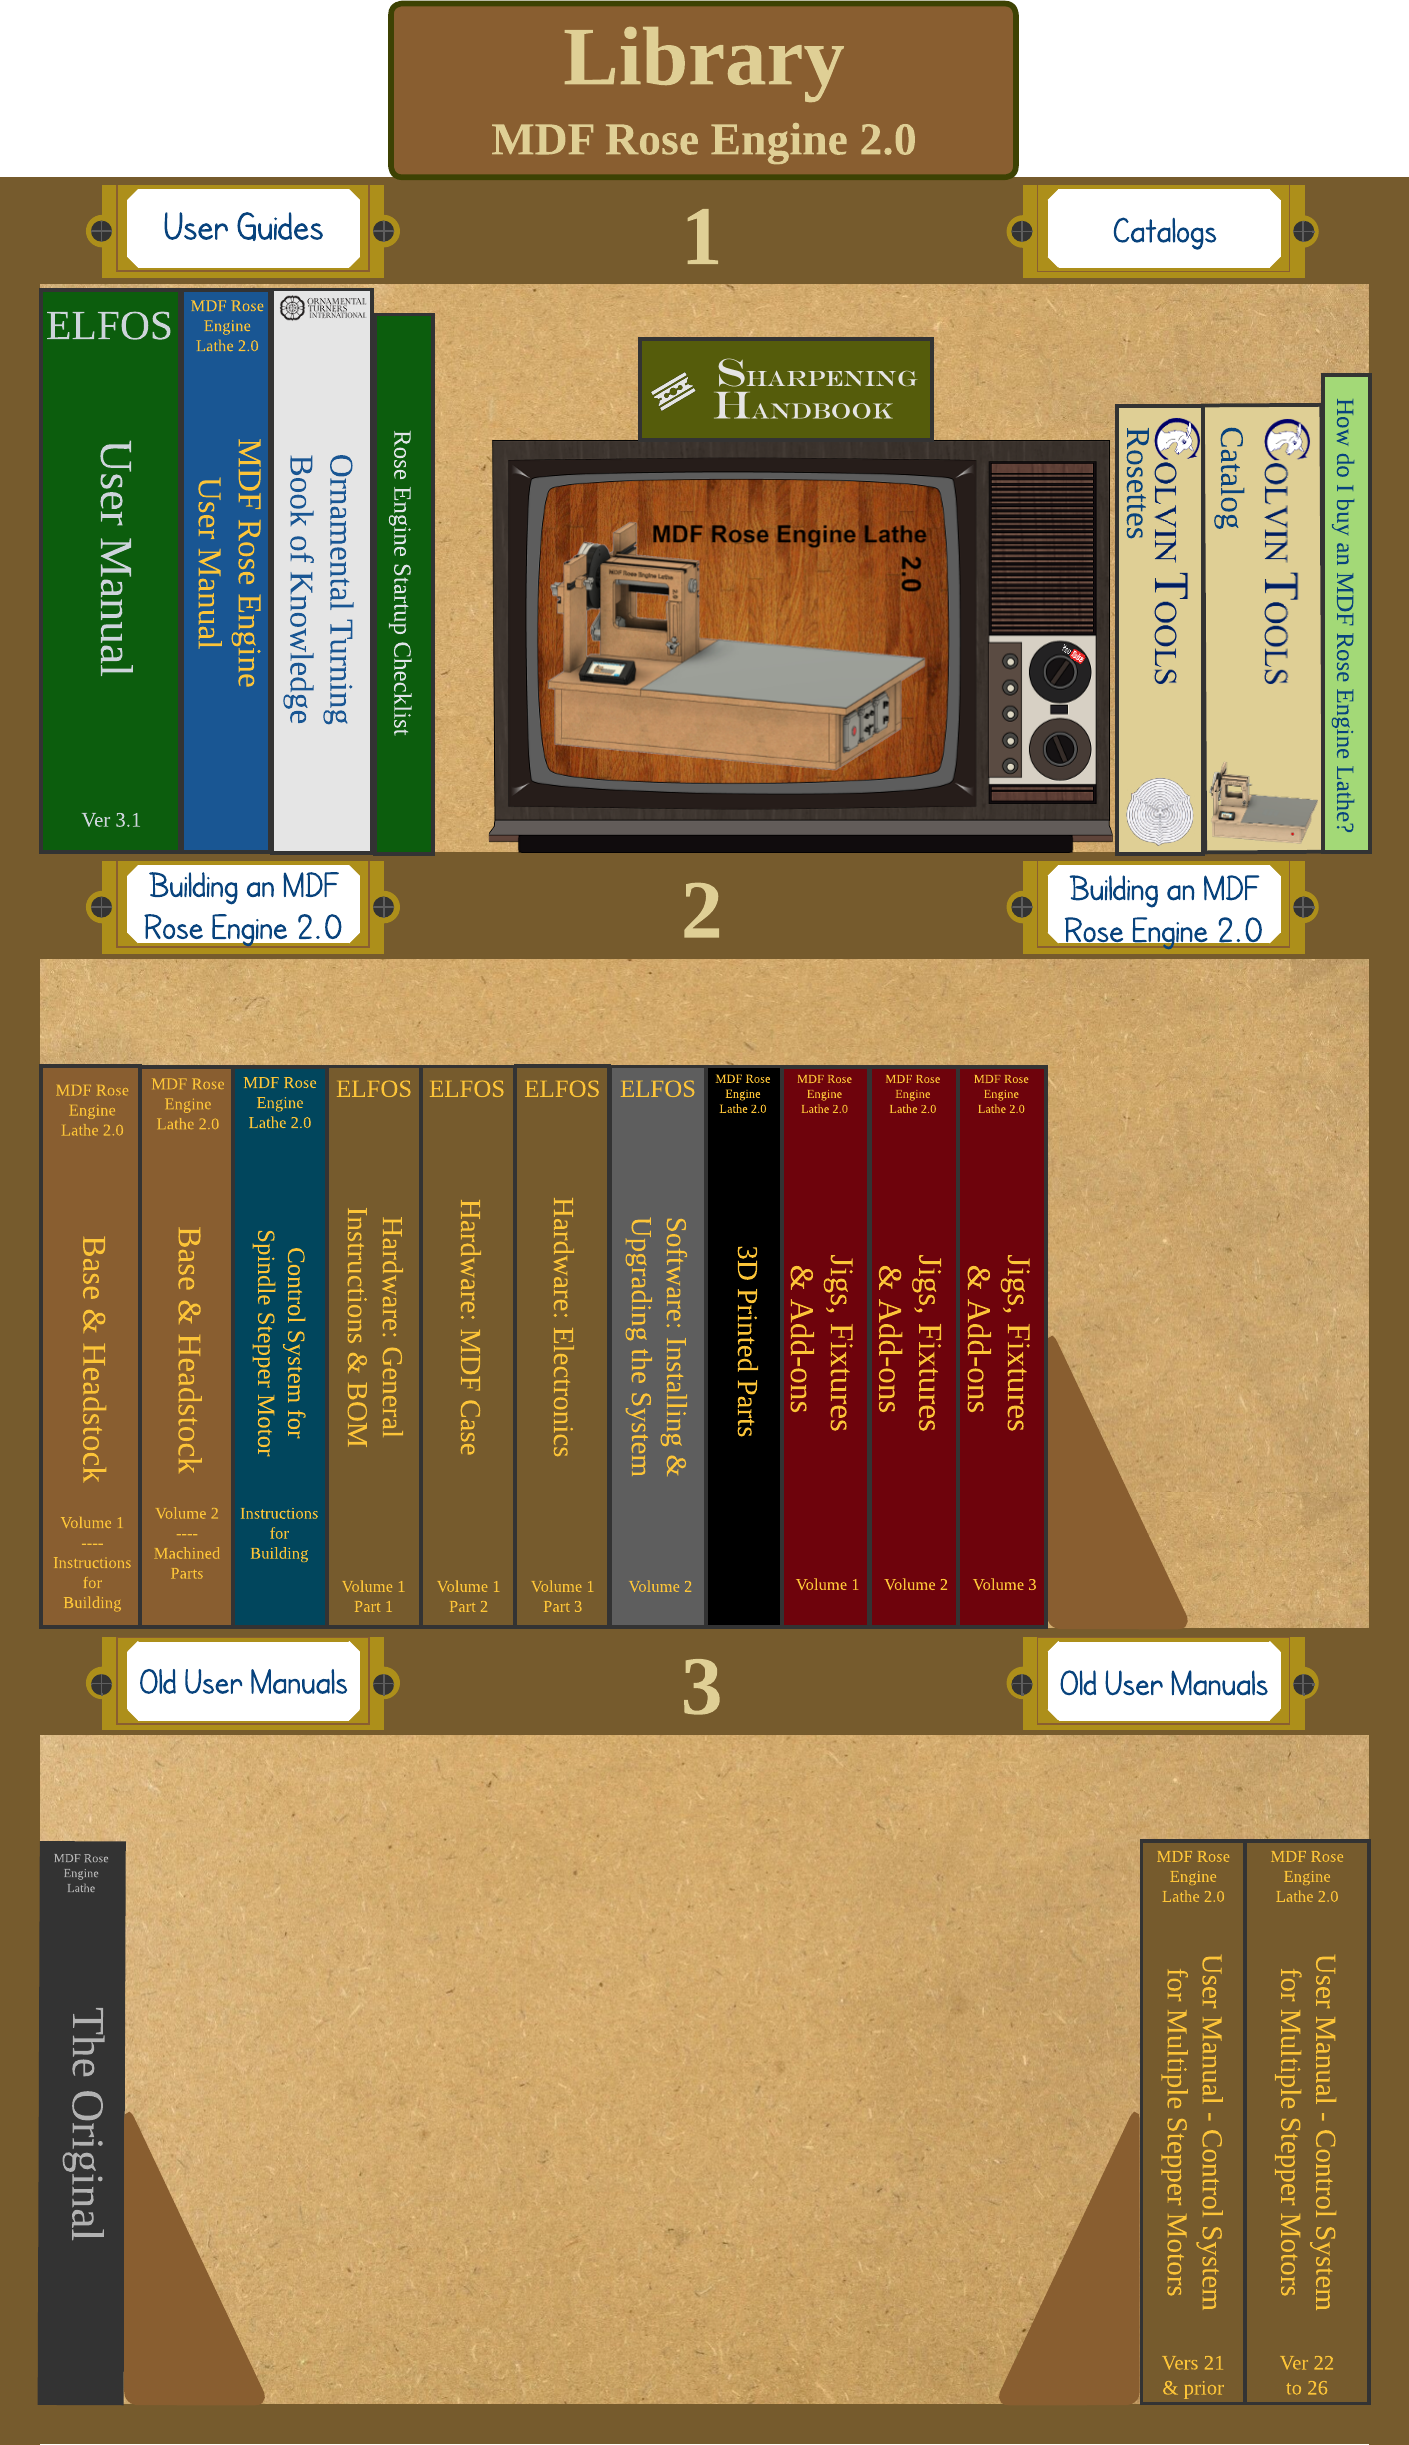 Library
MDF Rose Engine 2.0
User Guides
1
Catalogs
ELFOS
User Manual
Ver 3.1
MDF Rose
Engine
Lathe 2.0
MDF Rose Engine
User Manual
ORNAMENTAL
TURNERS
INTERNATIONAL
Ornamental Turning
Book of Knowledge
Rose Engine Startup Checklist
SHARPENING
HANDBOOK
MDF Rose Engine Lathe
2.0
MDF Rose Engine Lathe
You Tube
COLVIN TOOLS
Rosettes
COLVIN TOOLS
Catalog
How do I buy an MDF Rose Engine Lathe?
Building an MDF
Rose Engine 2.0
2
Building an MDF
Rose Engine 2.0
MDF Rose
Engine
Lathe 2.0
Base & Headstock
Volume 1
----
Instructions
for
Building
MDF Rose
Engine
Lathe 2.0
Base & Headstock
Volume 2
----
Machined
Parts
MDF Rose
Engine
Lathe 2.0
Control System for
Spindle Stepper Motor
Instructions
for
Building
ELFOS
Hardware: General
Instructions & BOM
Volume 1
Part 1
ELFOS
Hardware: MDF Case
Volume 1
Part 2
ELFOS
Hardware: Electronics
Volume 1
Part 3
ELFOS
Software: Installing &
Upgrading the System
Volume 2
MDF Rose
Engine
Lathe 2.0
3D Printed Parts
MDF Rose
Engine
Lathe 2.0
Jigs, Fixtures
& Add-ons
Volume 1
MDF Rose
Engine
Lathe 2.0
Jigs, Fixtures
& Add-ons
Volume 2
MDF Rose
Engine
Lathe 2.0
Jigs, Fixtures
& Add-ons
Volume 3
Old User Manuals
3
Old User Manuals
MDF Rose
Engine
Lathe
The Original
MDF Rose
Engine
Lathe 2.0
User Manual - Control System
for Multiple Stepper Motors
Vers 21
& prior
MDF Rose
Engine
Lathe 2.0
User Manual - Control System
for Multiple Stepper Motors
Ver 22
to 26